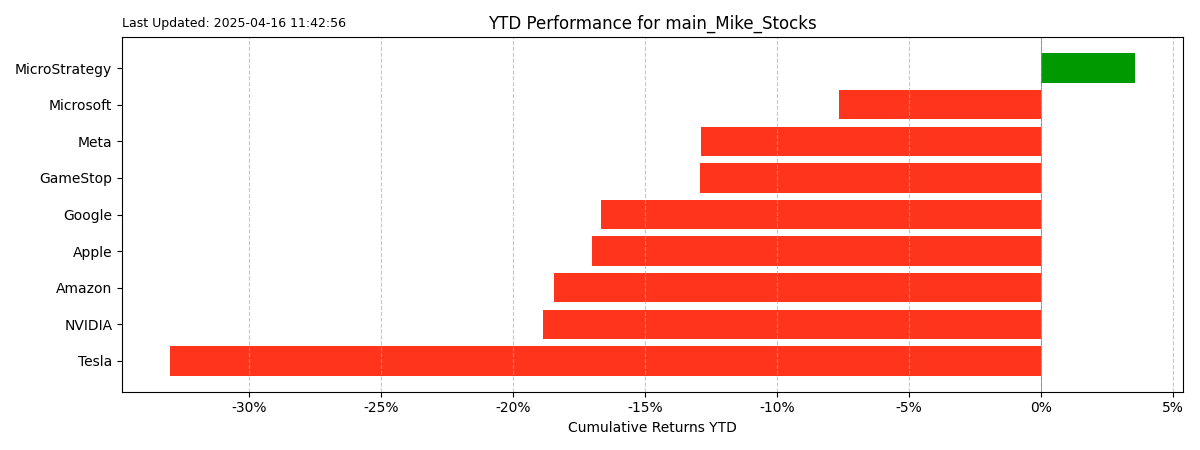 Last Updated: 2025-04-16 11:42:56
YTD Performance for main_Mike_Stocks
MicroStrategy
Microsoft
Meta
GameStop
Google
Apple
Amazon
NVIDIA
Tesla
-30% -25% -20% -15% -10% -5% 0% 5%
Cumulative Returns YTD